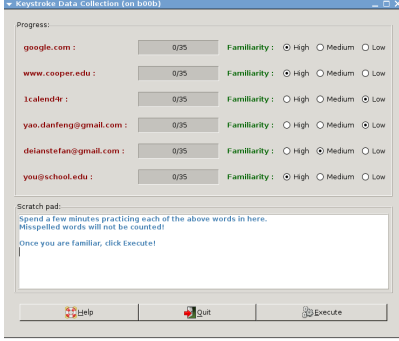 Keystroke Data Collection (on b00b)
Progress:
google.com : 0/35 Familiarity : High Medium Low
www.cooper.edu : 0/35 Familiarity : High Medium Low
1calend4r : 0/35 Familiarity : High Medium Low
yao.danfeng@gmail.com : 0/35 Familiarity : High Medium Low
deianstefan@gmail.com : 0/35 Familiarity : High Medium Low
you@school.edu : 0/35 Familiarity : High Medium Low
Scratch pad:
Spend a few minutes practicing each of the above words in here.
Misspelled words will not be counted!
Once you are familiar, click Execute!
Help Quit Execute